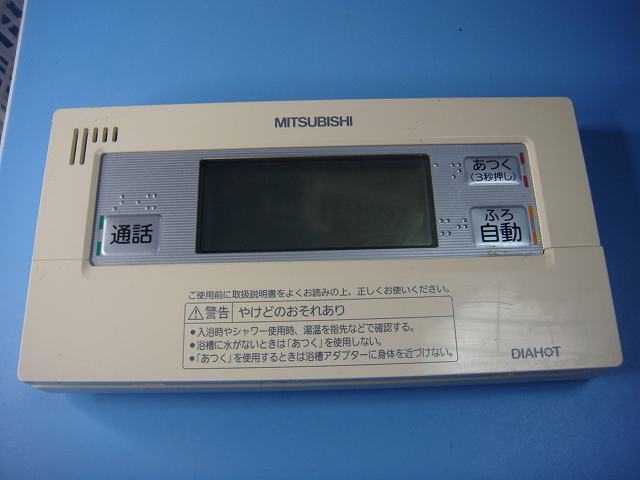 MITSUBISHI
あつく
(3秒押し)
ふろ
自動
通話
ご使用前に取扱説明書をよくお読みの上、正しくお使いください。
警告 やけどのおそれあり
●入浴時やシャワー使用時、湯温を指先などで確認する。
●浴槽に水がないときは「あつく」を使用しない。
●「あつく」を使用するときは浴槽アダプターに身体を近づけない。
DIAHOT